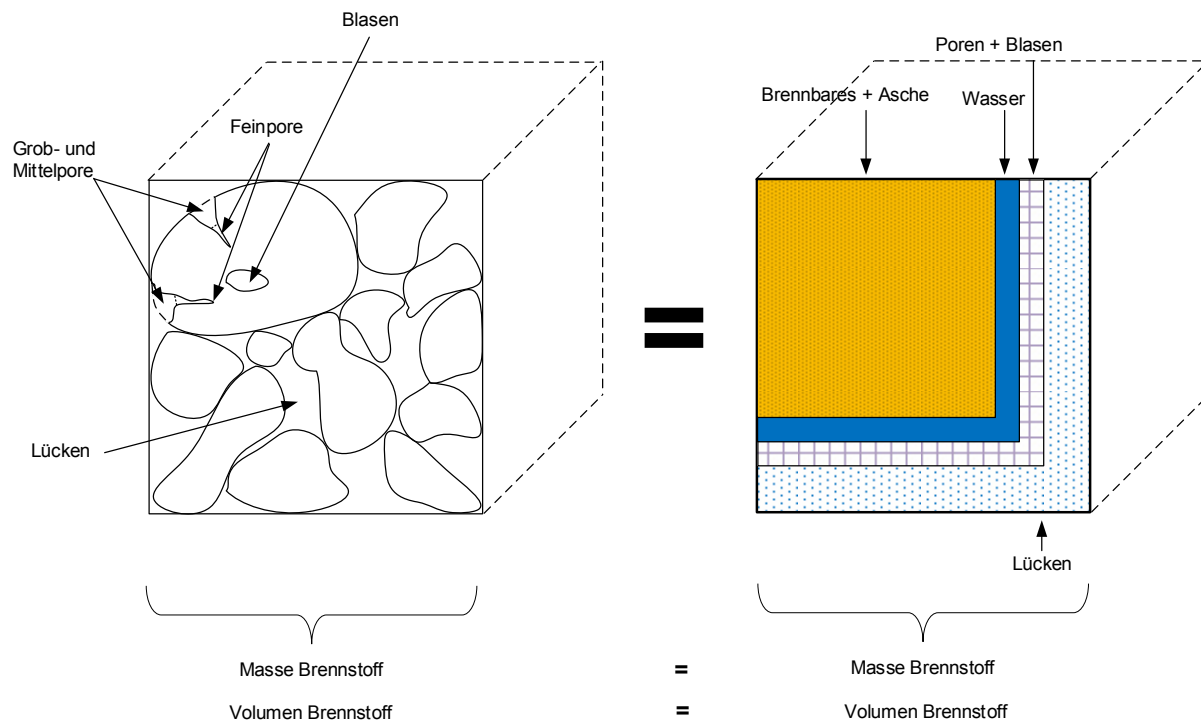 Blasen
Feinpore
Grob- und
Mittelpore
Lücken
Poren + Blasen
Brennbares + Asche
Wasser
=
Lücken
Masse Brennstoff = Masse Brennstoff
Volumen Brennstoff = Volumen Brennstoff